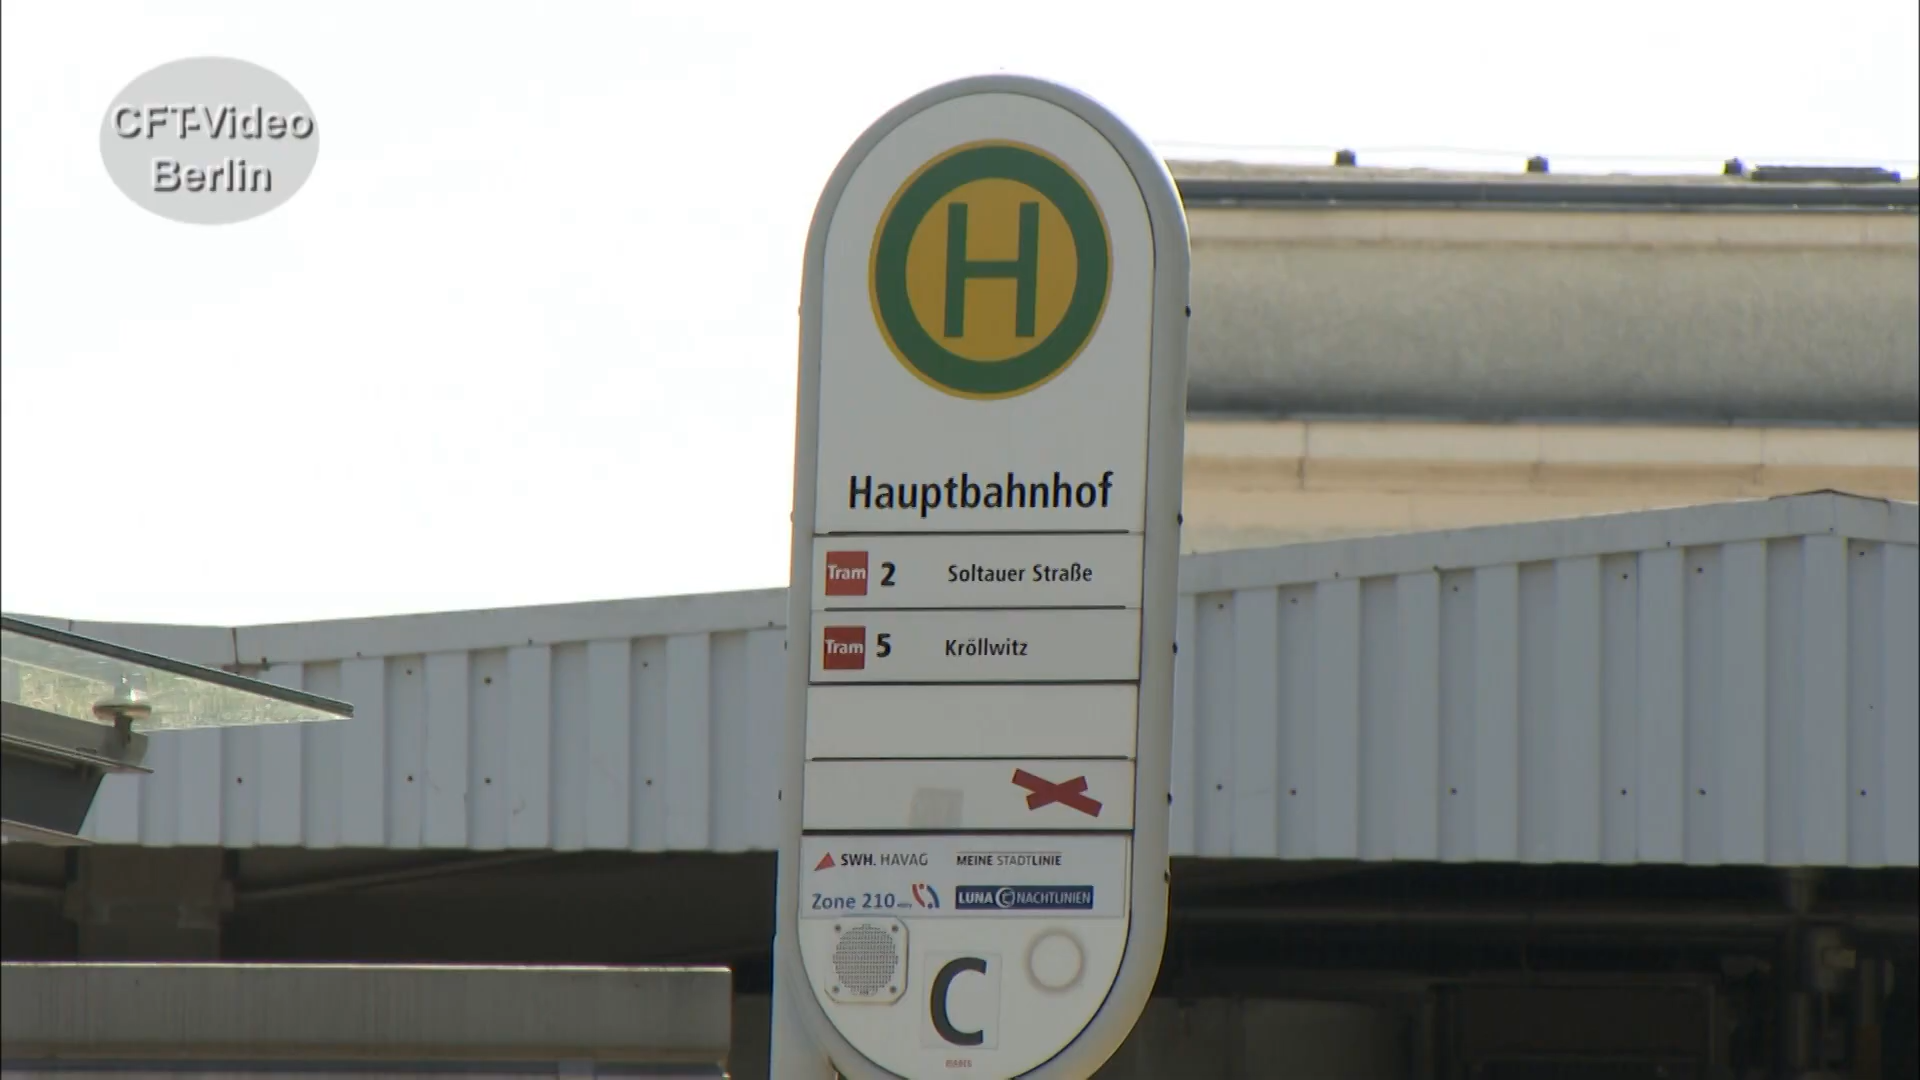 CFT-Video
Berlin
H
Hauptbahnhof
Tram 2 Soltauer Straße
Tram 5 Kröllwitz
SWH. HAVAG MEINE STADTLINIE
Zone 210 LUNA NACHTLINIEN
C